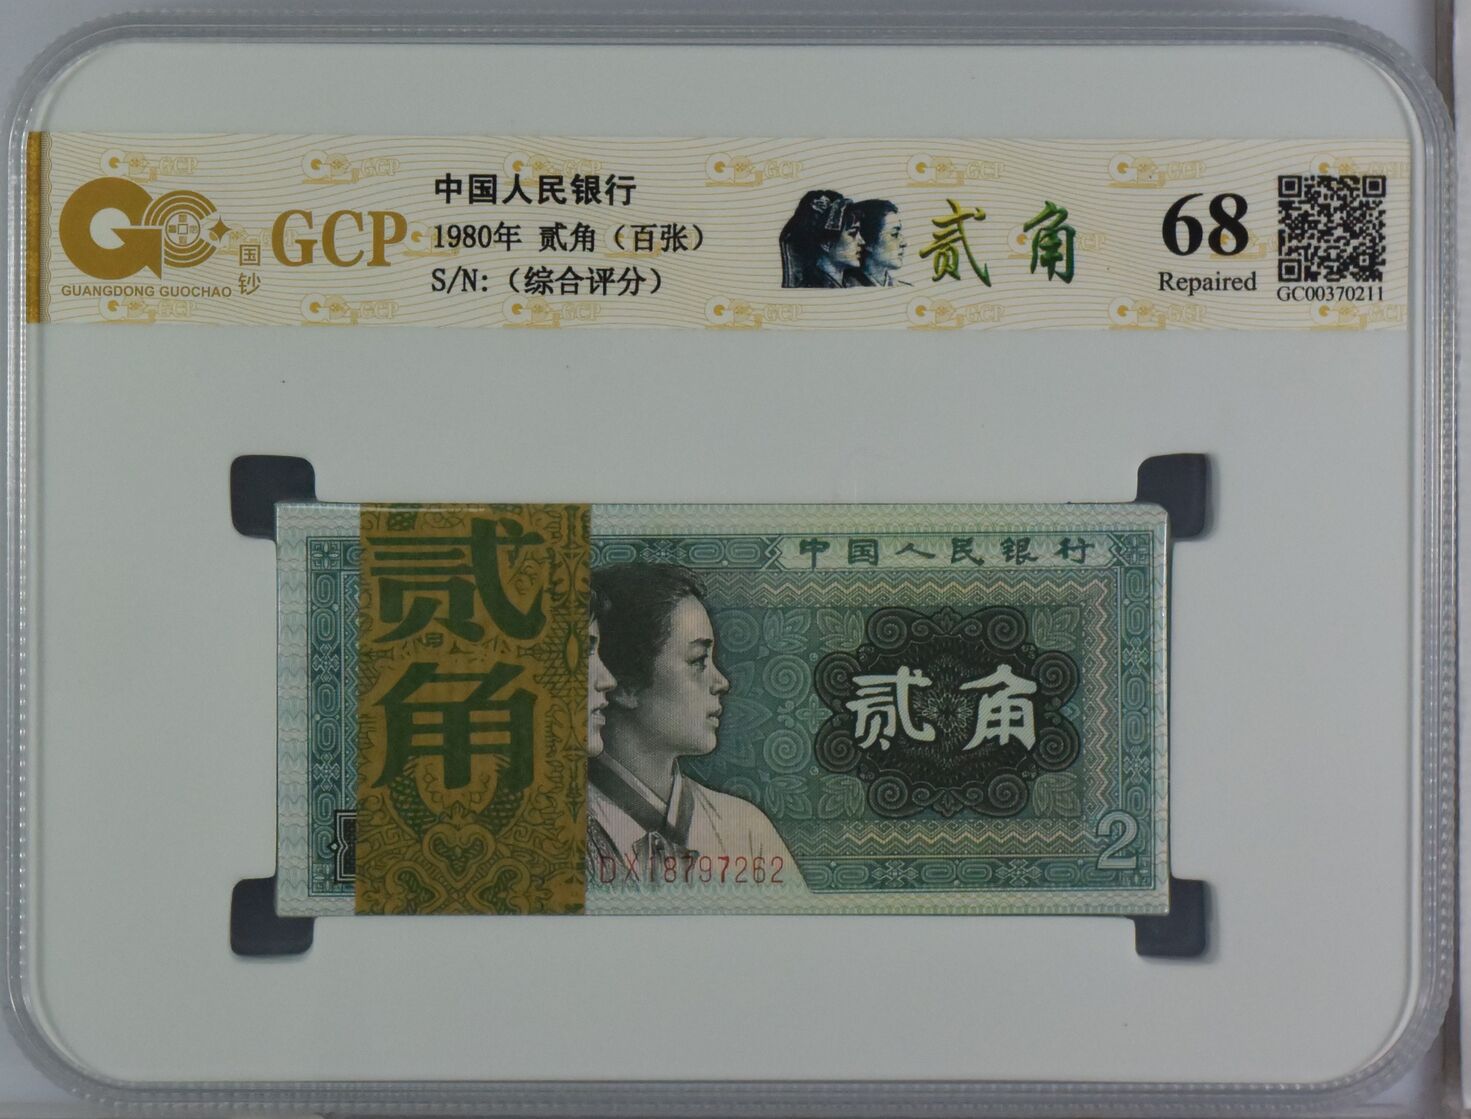 GUANGDONG GUOCHAO
国钞
GCP
中国人民银行
1980年 贰角（百张）
S/N:（综合评分）
贰角
68
Repaired
GC00370211
贰角
中国人民银行
贰角
DX18797262
2